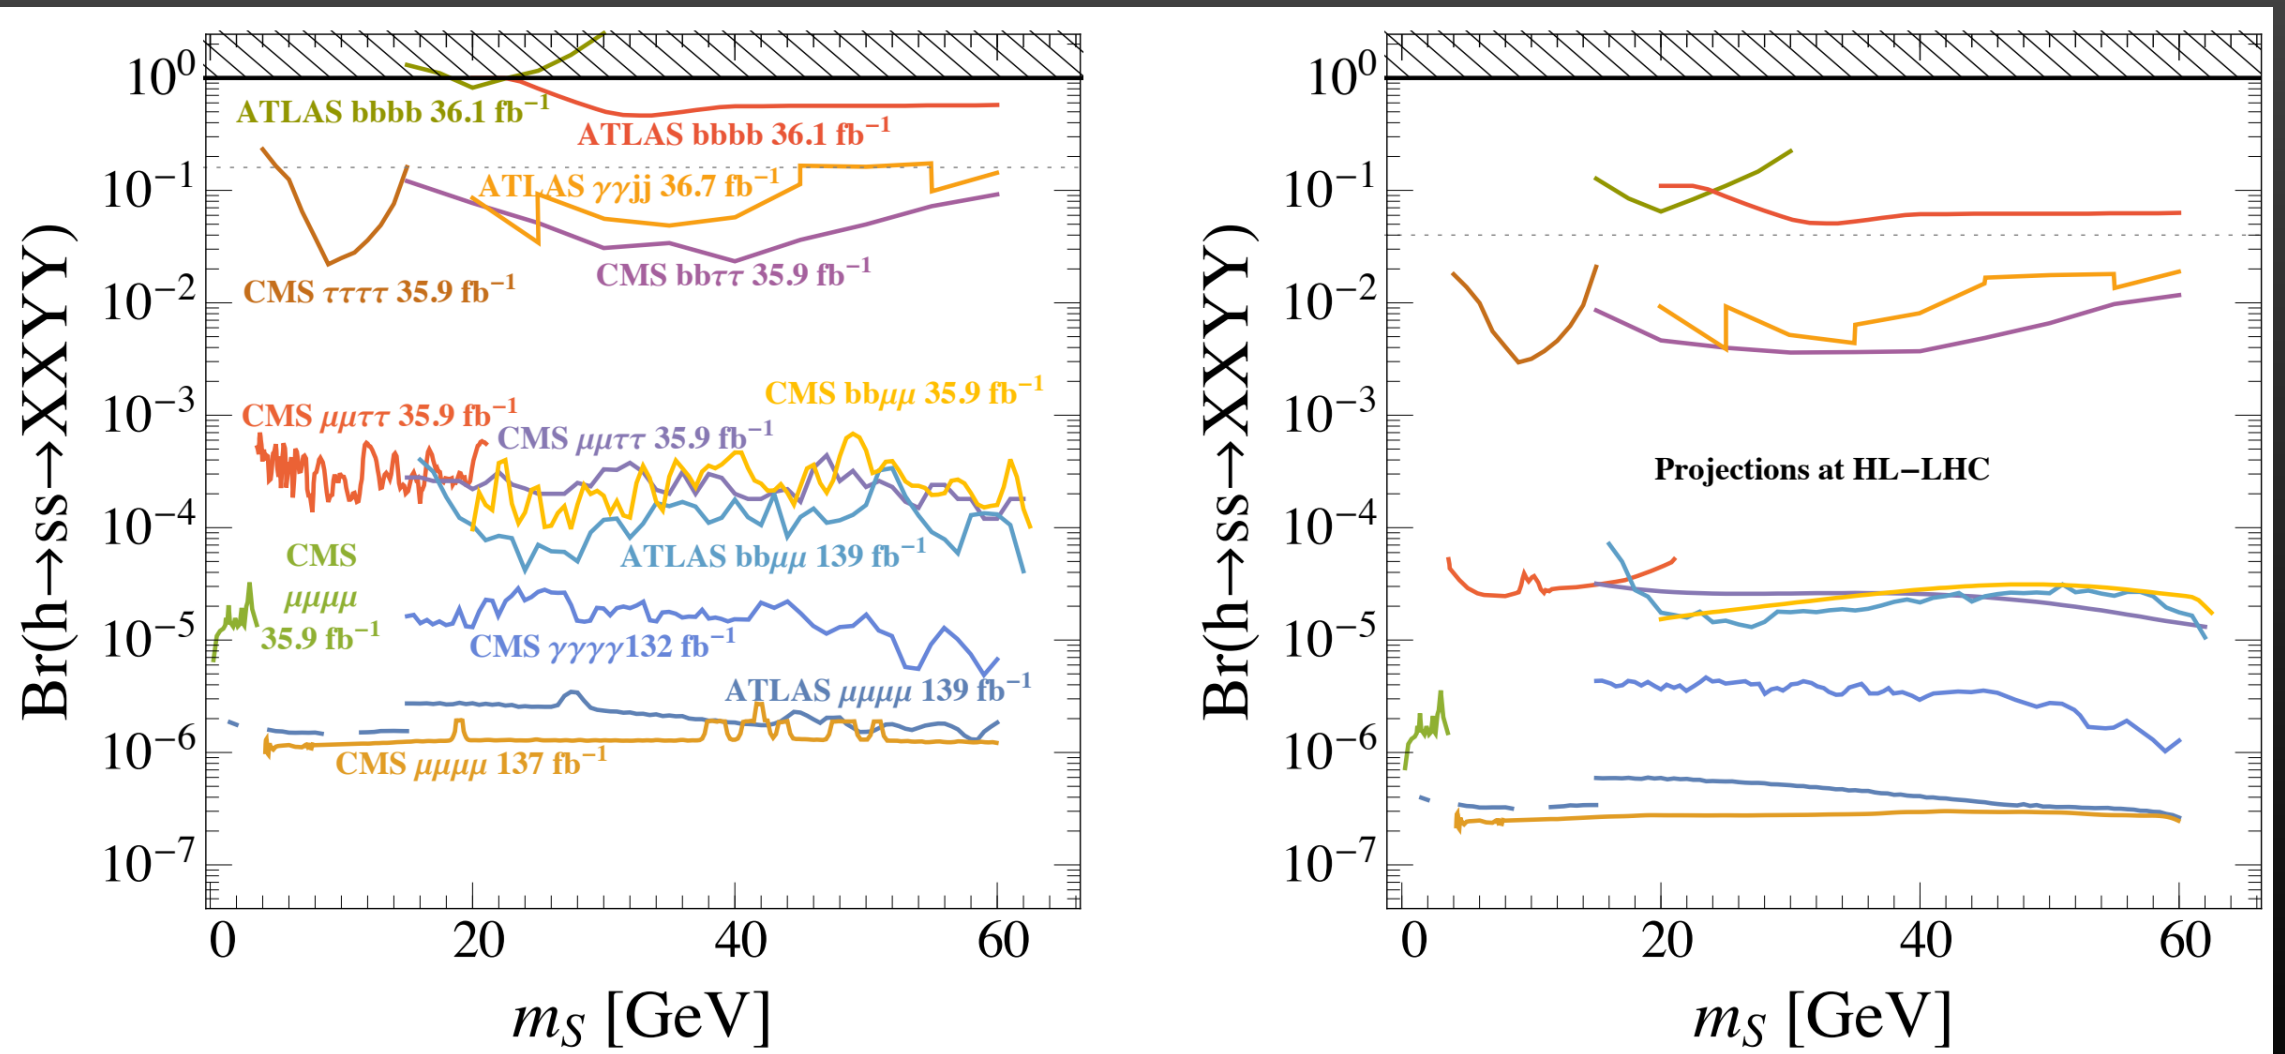 Br(h→ss→XXYY)
10⁰
10⁻¹
10⁻²
10⁻³
10⁻⁴
10⁻⁵
10⁻⁶
10⁻⁷
ATLAS bbbb 36.1 fb⁻¹
ATLAS bbbb 36.1 fb⁻¹
ATLAS γγjj 36.7 fb⁻¹
CMS bbττ 35.9 fb⁻¹
CMS ττττ 35.9 fb⁻¹
CMS bbμμ 35.9 fb⁻¹
CMS μμττ 35.9 fb⁻¹
CMS μμττ 35.9 fb⁻¹
CMS
μμμμ
35.9 fb⁻¹
ATLAS bbμμ 139 fb⁻¹
CMS γγγγ132 fb⁻¹
ATLAS μμμμ 139 fb⁻¹
CMS μμμμ 137 fb⁻¹
0 20 40 60
m_S [GeV]
Br(h→ss→XXYY)
10⁰
10⁻¹
10⁻²
10⁻³
10⁻⁴
10⁻⁵
10⁻⁶
10⁻⁷
Projections at HL−LHC
0 20 40 60
m_S [GeV]